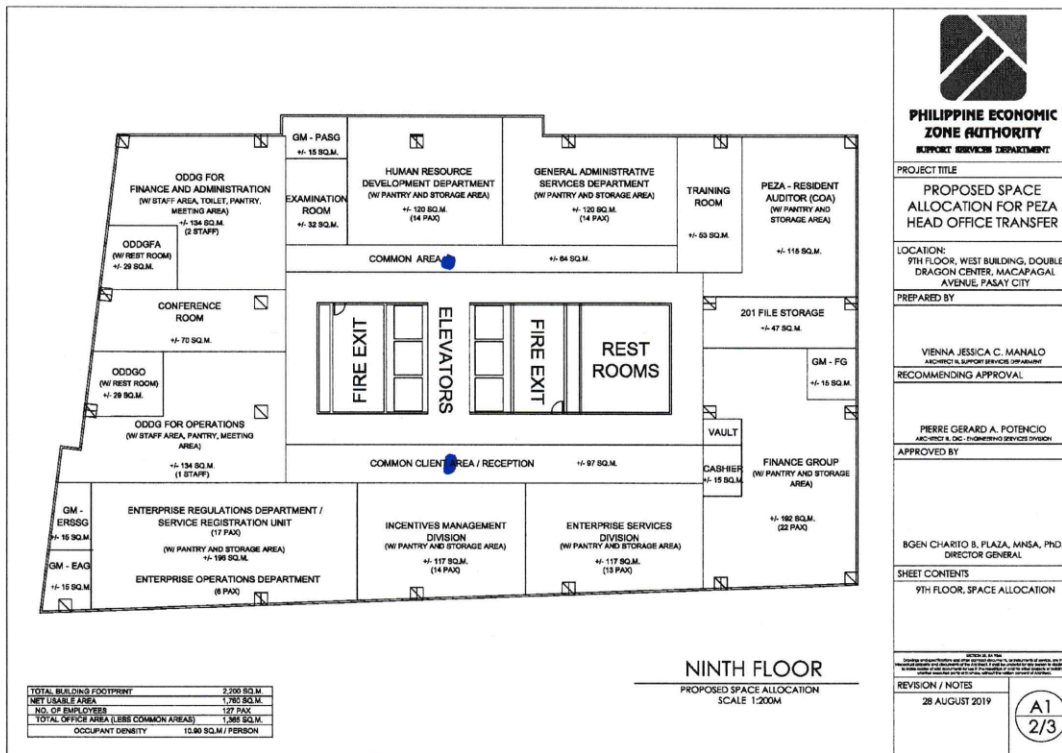 GM - PASG
+/- 15 SQ.M.
EXAMINATION
ROOM
+/- 32 SQ.M.
HUMAN RESOURCE
DEVELOPMENT DEPARTMENT
(W/ PANTRY AND STORAGE AREA)
+/- 120 SQ.M.
(14 PAX)
GENERAL ADMINISTRATIVE
SERVICES DEPARTMENT
(W/ PANTRY AND STORAGE AREA)
+/- 120 SQ.M.
(14 PAX)
TRAINING
ROOM
+/- 53 SQ.M.
PEZA - RESIDENT
AUDITOR (COA)
(W/ PANTRY AND
STORAGE AREA)
+/- 115 SQ.M.
ODDG FOR
FINANCE AND ADMINISTRATION
(W/ STAFF AREA, TOILET, PANTRY,
MEETING AREA)
+/- 134 SQ.M.
(2 STAFF)
ODDGFA
(W/ REST ROOM)
+/- 29 SQ.M.
COMMON AREA
+/- 64 SQ.M.
CONFERENCE
ROOM
+/- 70 SQ.M.
FIRE EXIT
ELEVATORS
FIRE EXIT
REST
ROOMS
201 FILE STORAGE
+/- 47 SQ.M.
GM - FG
+/- 15 SQ.M.
ODDGO
(W/ REST ROOM)
+/- 29 SQ.M.
ODDG FOR OPERATIONS
(W/ STAFF AREA, PANTRY, MEETING
AREA)
+/- 134 SQ.M.
(1 STAFF)
COMMON CLIENT AREA / RECEPTION
+/- 97 SQ.M.
VAULT
CASHIER
+/- 15 SQ.M.
FINANCE GROUP
(W/ PANTRY AND STORAGE
AREA)
+/- 192 SQ.M.
(22 PAX)
GM -
ERSSG
+/- 15 SQ.M.
GM - EAG
+/- 15 SQ.M.
ENTERPRISE REGULATIONS DEPARTMENT /
SERVICE REGISTRATION UNIT
(17 PAX)
(W/ PANTRY AND STORAGE AREA)
+/- 196 SQ.M.
ENTERPRISE OPERATIONS DEPARTMENT
(6 PAX)
INCENTIVES MANAGEMENT
DIVISION
(W/ PANTRY AND STORAGE AREA)
+/- 117 SQ.M.
(14 PAX)
ENTERPRISE SERVICES
DIVISION
(W/ PANTRY AND STORAGE AREA)
+/- 117 SQ.M.
(13 PAX)
NINTH FLOOR
PROPOSED SPACE ALLOCATION
SCALE 1:200M
TOTAL BUILDING FOOTPRINT 2,200 SQ.M.
NET USABLE AREA 1,760 SQ.M.
NO. OF EMPLOYEES 127 PAX
TOTAL OFFICE AREA (LESS COMMON AREAS) 1,385 SQ.M.
OCCUPANT DENSITY 10.90 SQ.M / PERSON
PHILIPPINE ECONOMIC
ZONE AUTHORITY
SUPPORT SERVICES DEPARTMENT
PROJECT TITLE
PROPOSED SPACE
ALLOCATION FOR PEZA
HEAD OFFICE TRANSFER
LOCATION:
9TH FLOOR, WEST BUILDING, DOUBLE
DRAGON CENTER, MACAPAGAL
AVENUE, PASAY CITY
PREPARED BY
VIENNA JESSICA C. MANALO
ARCHITECT III, SUPPORT SERVICES DEPARTMENT
RECOMMENDING APPROVAL
PIERRE GERARD A. POTENCIO
ARCHITECT IV, OIC - ENGINEERING SERVICES DIVISION
APPROVED BY
BGEN CHARITO B. PLAZA, MNSA, PhD
DIRECTOR GENERAL
SHEET CONTENTS
9TH FLOOR, SPACE ALLOCATION
REVISION / NOTES
28 AUGUST 2019
A1
2/3